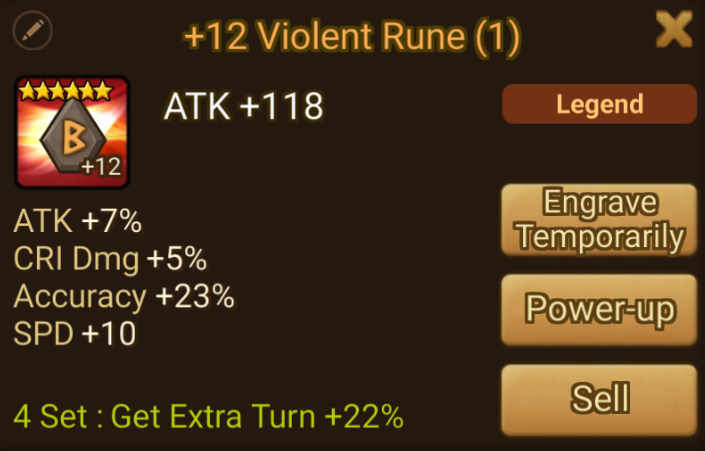 +12 Violent Rune (1)
ATK +118
Legend
+12
ATK +7%
CRI Dmg +5%
Accuracy +23%
SPD +10
Engrave
Temporarily
Power-up
Sell
4 Set : Get Extra Turn +22%